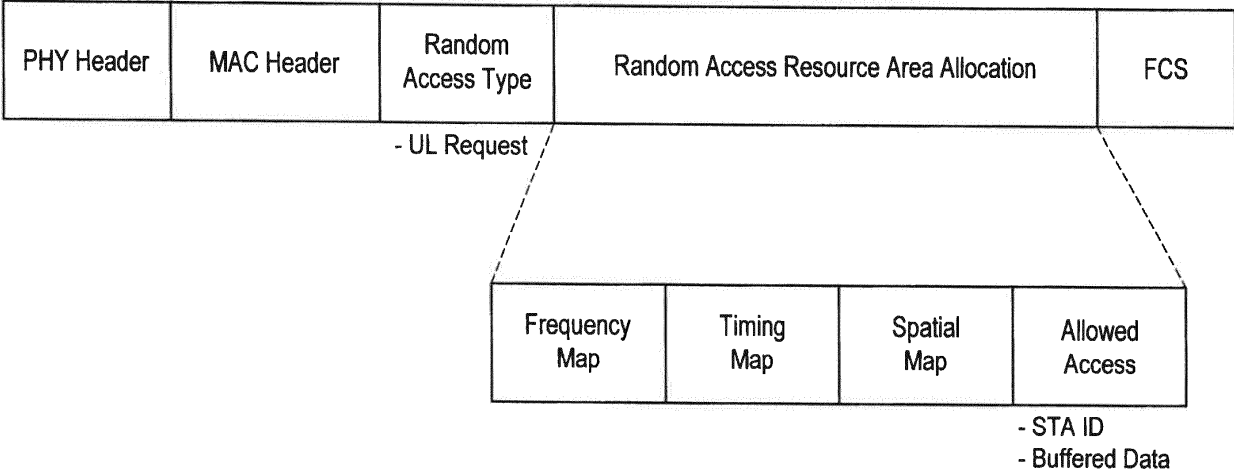 PHY Header
MAC Header
Random
Access Type
Random Access Resource Area Allocation
FCS
- UL Request
Frequency
Map
Timing
Map
Spatial
Map
Allowed
Access
- STA ID
- Buffered Data